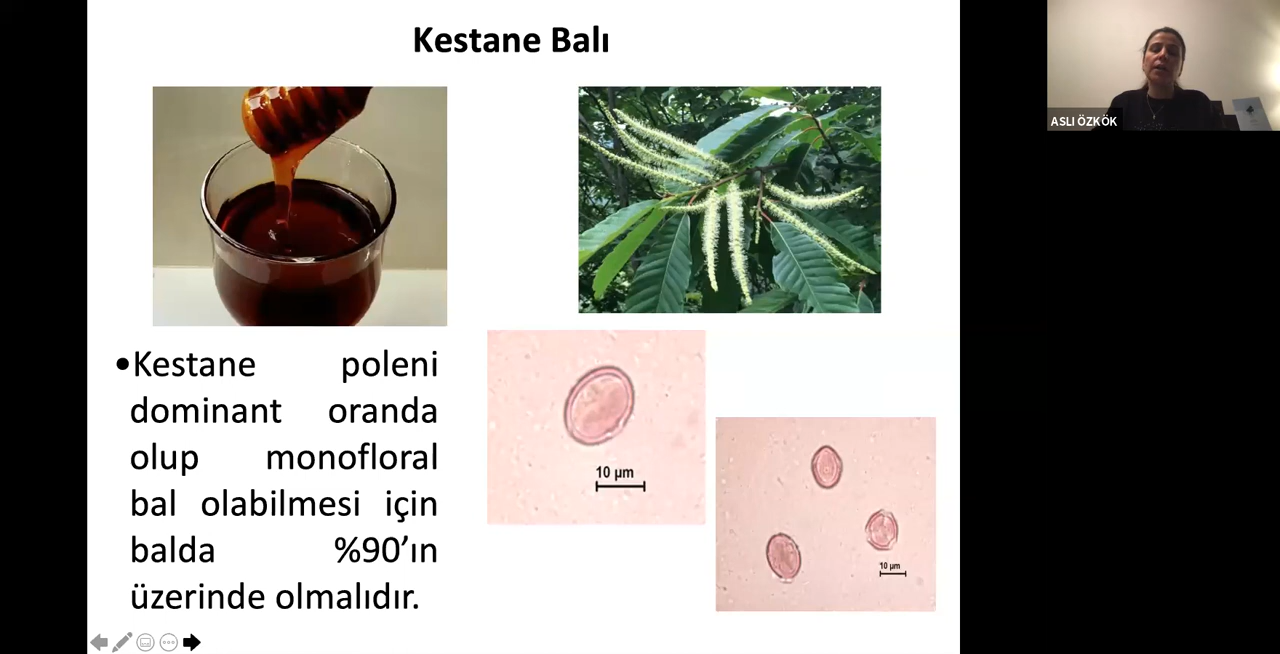 Kestane Balı
ASLI ÖZKÖK
•Kestane poleni
dominant oranda
olup monofloral
bal olabilmesi için
balda %90’ın
üzerinde olmalıdır.
10 µm
10 µm